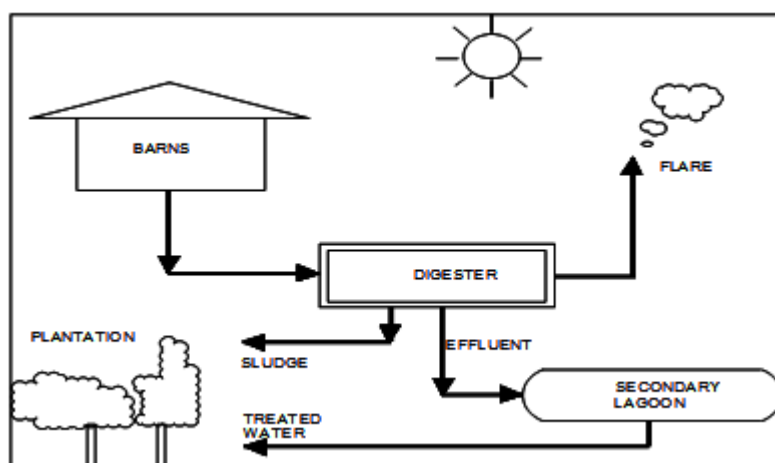 BARNS
FLARE
DIGESTER
PLANTATION
SLUDGE
EFFLUENT
SECONDARY
LAGOON
TREATED
WATER